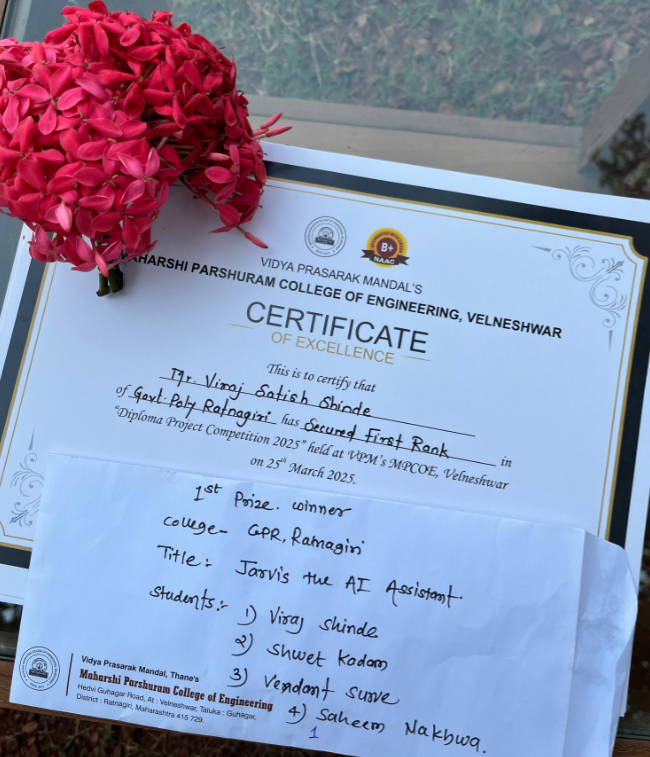 B+
NAAC
VIDYA PRASARAK MANDAL'S
MAHARSHI PARSHURAM COLLEGE OF ENGINEERING, VELNESHWAR
CERTIFICATE
OF EXCELLENCE
This is to certify that
Mr. Viraj Satish Shinde
of Govt. Poly Ratnagiri has Secured First Rank in
"Diploma Project Competition 2025" held at VPM's MPCOE, Velneshwar
on 25th March 2025.
1st Prize. winner
College- GPR, Ratnagiri
Title:- Jarvis the AI Assistant.
Students:- 1) Viraj Shinde
2) Shwet Kadam
3) Vendant Surve
4) Saheem Nakhwa.
1
Vidya Prasarak Mandal, Thane's
Maharshi Parshuram College of Engineering
Hedvi Guhagar Road, At : Velneshwar, Taluka : Guhagar,
District : Ratnagiri, Maharashtra 415 729.